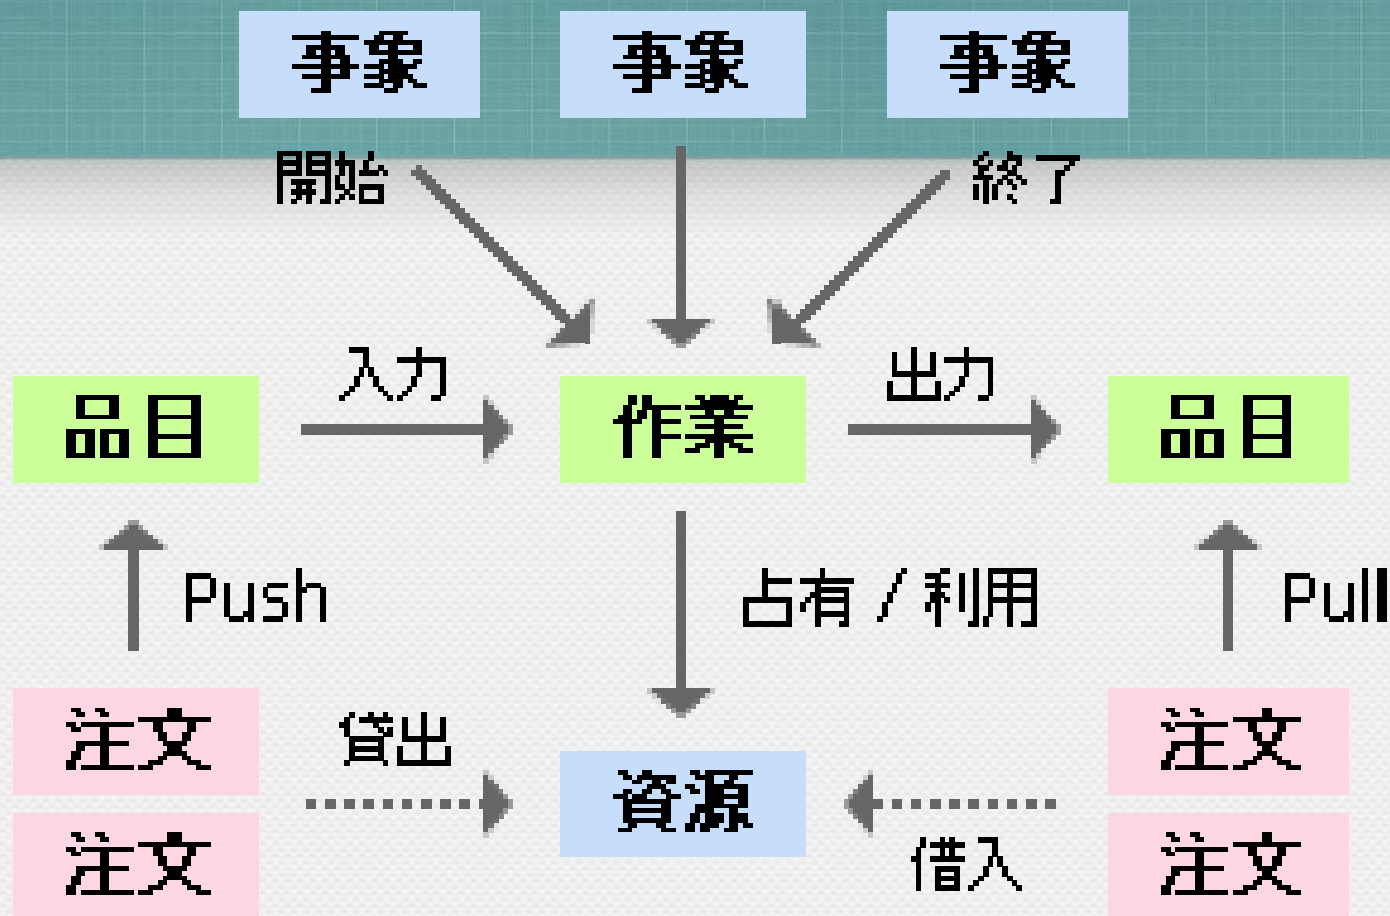 事象 事象 事象
開始 終了
入力 出力
品目 作業 品目
Push 占有 / 利用 Pull
注文 貸出 注文
資源
注文 借入 注文